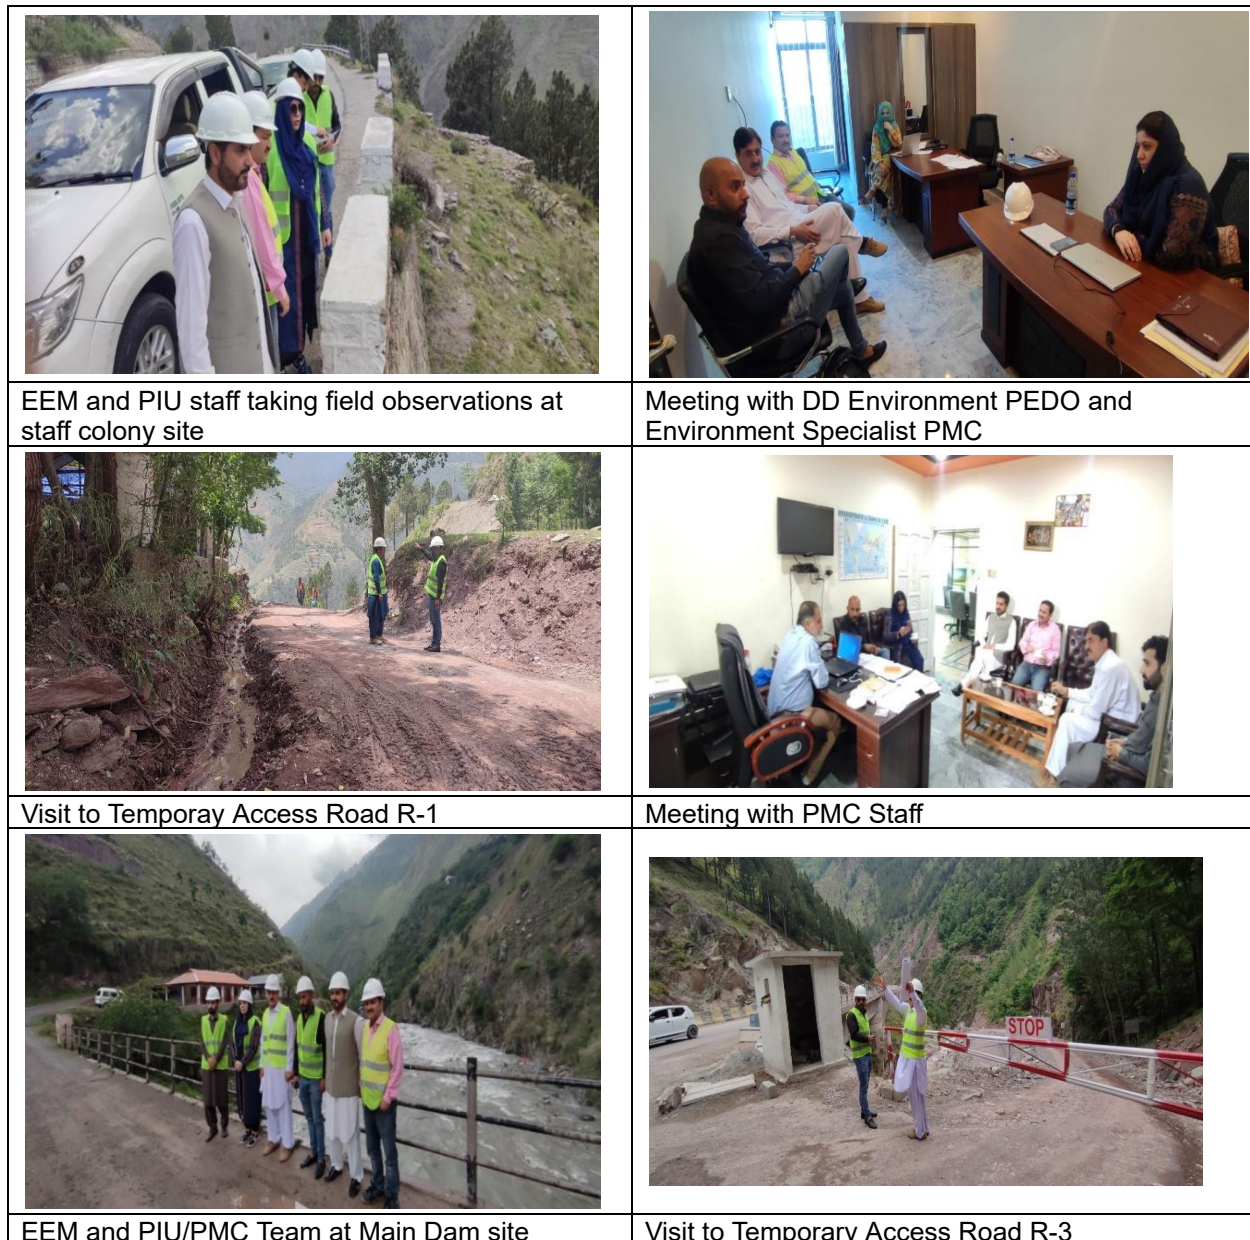 EEM and PIU staff taking field observations at
staff colony site
Meeting with DD Environment PEDO and
Environment Specialist PMC
Visit to Temporay Access Road R-1
Meeting with PMC Staff
STOP
EEM and PIU/PMC Team at Main Dam site
Visit to Temporary Access Road R-3